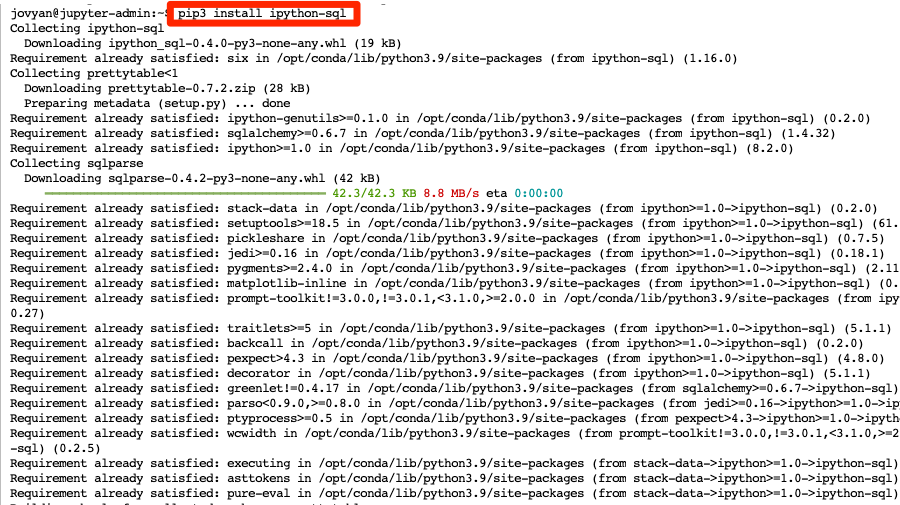 jovyan@jupyter-admin:~$ pip3 install ipython-sql
Collecting ipython-sql
  Downloading ipython_sql-0.4.0-py3-none-any.whl (19 kB)
Requirement already satisfied: six in /opt/conda/lib/python3.9/site-packages (from ipython-sql) (1.16.0)
Collecting prettytable<1
  Downloading prettytable-0.7.2.zip (28 kB)
  Preparing metadata (setup.py) ... done
Requirement already satisfied: ipython-genutils>=0.1.0 in /opt/conda/lib/python3.9/site-packages (from ipython-sql) (0.2.0)
Requirement already satisfied: sqlalchemy>=0.6.7 in /opt/conda/lib/python3.9/site-packages (from ipython-sql) (1.4.32)
Requirement already satisfied: ipython>=1.0 in /opt/conda/lib/python3.9/site-packages (from ipython-sql) (8.2.0)
Collecting sqlparse
  Downloading sqlparse-0.4.2-py3-none-any.whl (42 kB)
42.3/42.3 KB 8.8 MB/s eta 0:00:00
Requirement already satisfied: stack-data in /opt/conda/lib/python3.9/site-packages (from ipython>=1.0->ipython-sql) (0.2.0)
Requirement already satisfied: setuptools>=18.5 in /opt/conda/lib/python3.9/site-packages (from ipython>=1.0->ipython-sql) (61.
Requirement already satisfied: pickleshare in /opt/conda/lib/python3.9/site-packages (from ipython>=1.0->ipython-sql) (0.7.5)
Requirement already satisfied: jedi>=0.16 in /opt/conda/lib/python3.9/site-packages (from ipython>=1.0->ipython-sql) (0.18.1)
Requirement already satisfied: pygments>=2.4.0 in /opt/conda/lib/python3.9/site-packages (from ipython>=1.0->ipython-sql) (2.11
Requirement already satisfied: matplotlib-inline in /opt/conda/lib/python3.9/site-packages (from ipython>=1.0->ipython-sql) (0.
Requirement already satisfied: prompt-toolkit!=3.0.0,!=3.0.1,<3.1.0,>=2.0.0 in /opt/conda/lib/python3.9/site-packages (from ipy
0.27)
Requirement already satisfied: traitlets>=5 in /opt/conda/lib/python3.9/site-packages (from ipython>=1.0->ipython-sql) (5.1.1)
Requirement already satisfied: backcall in /opt/conda/lib/python3.9/site-packages (from ipython>=1.0->ipython-sql) (0.2.0)
Requirement already satisfied: pexpect>4.3 in /opt/conda/lib/python3.9/site-packages (from ipython>=1.0->ipython-sql) (4.8.0)
Requirement already satisfied: decorator in /opt/conda/lib/python3.9/site-packages (from ipython>=1.0->ipython-sql) (5.1.1)
Requirement already satisfied: greenlet!=0.4.17 in /opt/conda/lib/python3.9/site-packages (from sqlalchemy>=0.6.7->ipython-sql)
Requirement already satisfied: parso<0.9.0,>=0.8.0 in /opt/conda/lib/python3.9/site-packages (from jedi>=0.16->ipython>=1.0->ip
Requirement already satisfied: ptyprocess>=0.5 in /opt/conda/lib/python3.9/site-packages (from pexpect>4.3->ipython>=1.0->ipyth
Requirement already satisfied: wcwidth in /opt/conda/lib/python3.9/site-packages (from prompt-toolkit!=3.0.0,!=3.0.1,<3.1.0,>=2
-sql) (0.2.5)
Requirement already satisfied: executing in /opt/conda/lib/python3.9/site-packages (from stack-data->ipython>=1.0->ipython-sql)
Requirement already satisfied: asttokens in /opt/conda/lib/python3.9/site-packages (from stack-data->ipython>=1.0->ipython-sql)
Requirement already satisfied: pure-eval in /opt/conda/lib/python3.9/site-packages (from stack-data->ipython>=1.0->ipython-sql)